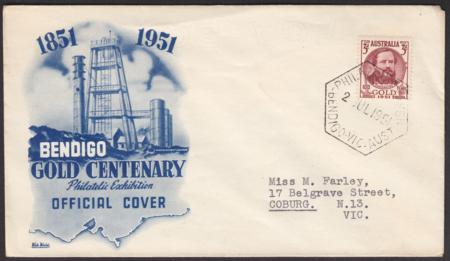 1851 1951
BENDIGO
GOLD CENTENARY
Philatelic Exhibition
OFFICIAL COVER
AUSTRALIA
GOLD
2 JUL 1951
BENDIGO-VIC-AUST
Miss M. Farley,
17 Belgrave Street,
COBURG. N.13.
VIC.